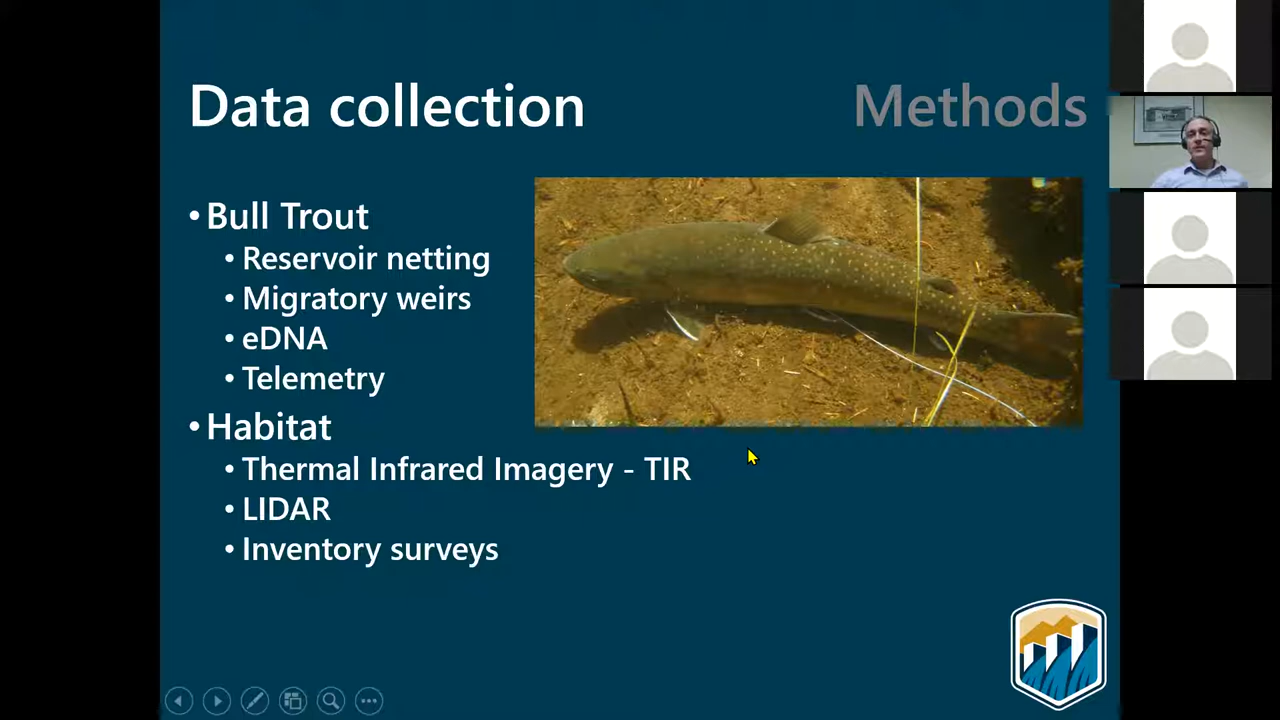 Data collection
Methods
• Bull Trout
• Reservoir netting
• Migratory weirs
• eDNA
• Telemetry
• Habitat
• Thermal Infrared Imagery - TIR
• LIDAR
• Inventory surveys